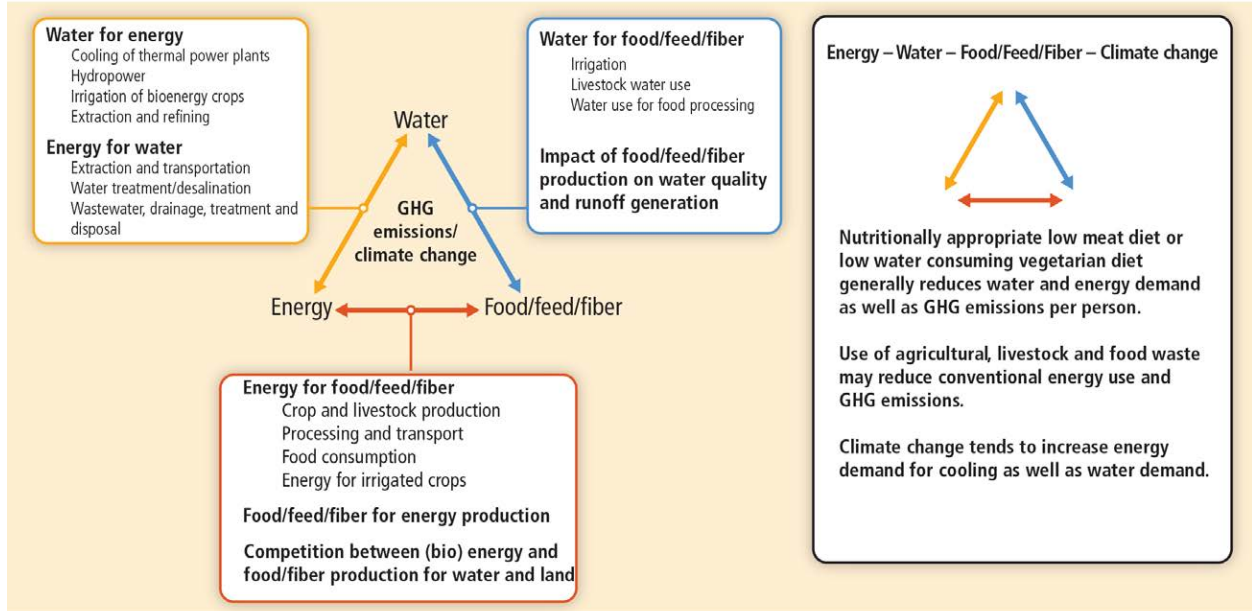 Water for energy
Cooling of thermal power plants
Hydropower
Irrigation of bioenergy crops
Extraction and refining
Energy for water
Extraction and transportation
Water treatment/desalination
Wastewater, drainage, treatment and
disposal
Water for food/feed/fiber
Irrigation
Livestock water use
Water use for food processing
Impact of food/feed/fiber
production on water quality
and runoff generation
Water
GHG
emissions/
climate change
Energy
Food/feed/fiber
Energy for food/feed/fiber
Crop and livestock production
Processing and transport
Food consumption
Energy for irrigated crops
Food/feed/fiber for energy production
Competition between (bio) energy and
food/fiber production for water and land
Energy – Water – Food/Feed/Fiber – Climate change
Nutritionally appropriate low meat diet or
low water consuming vegetarian diet
generally reduces water and energy demand
as well as GHG emissions per person.
Use of agricultural, livestock and food waste
may reduce conventional energy use and
GHG emissions.
Climate change tends to increase energy
demand for cooling as well as water demand.